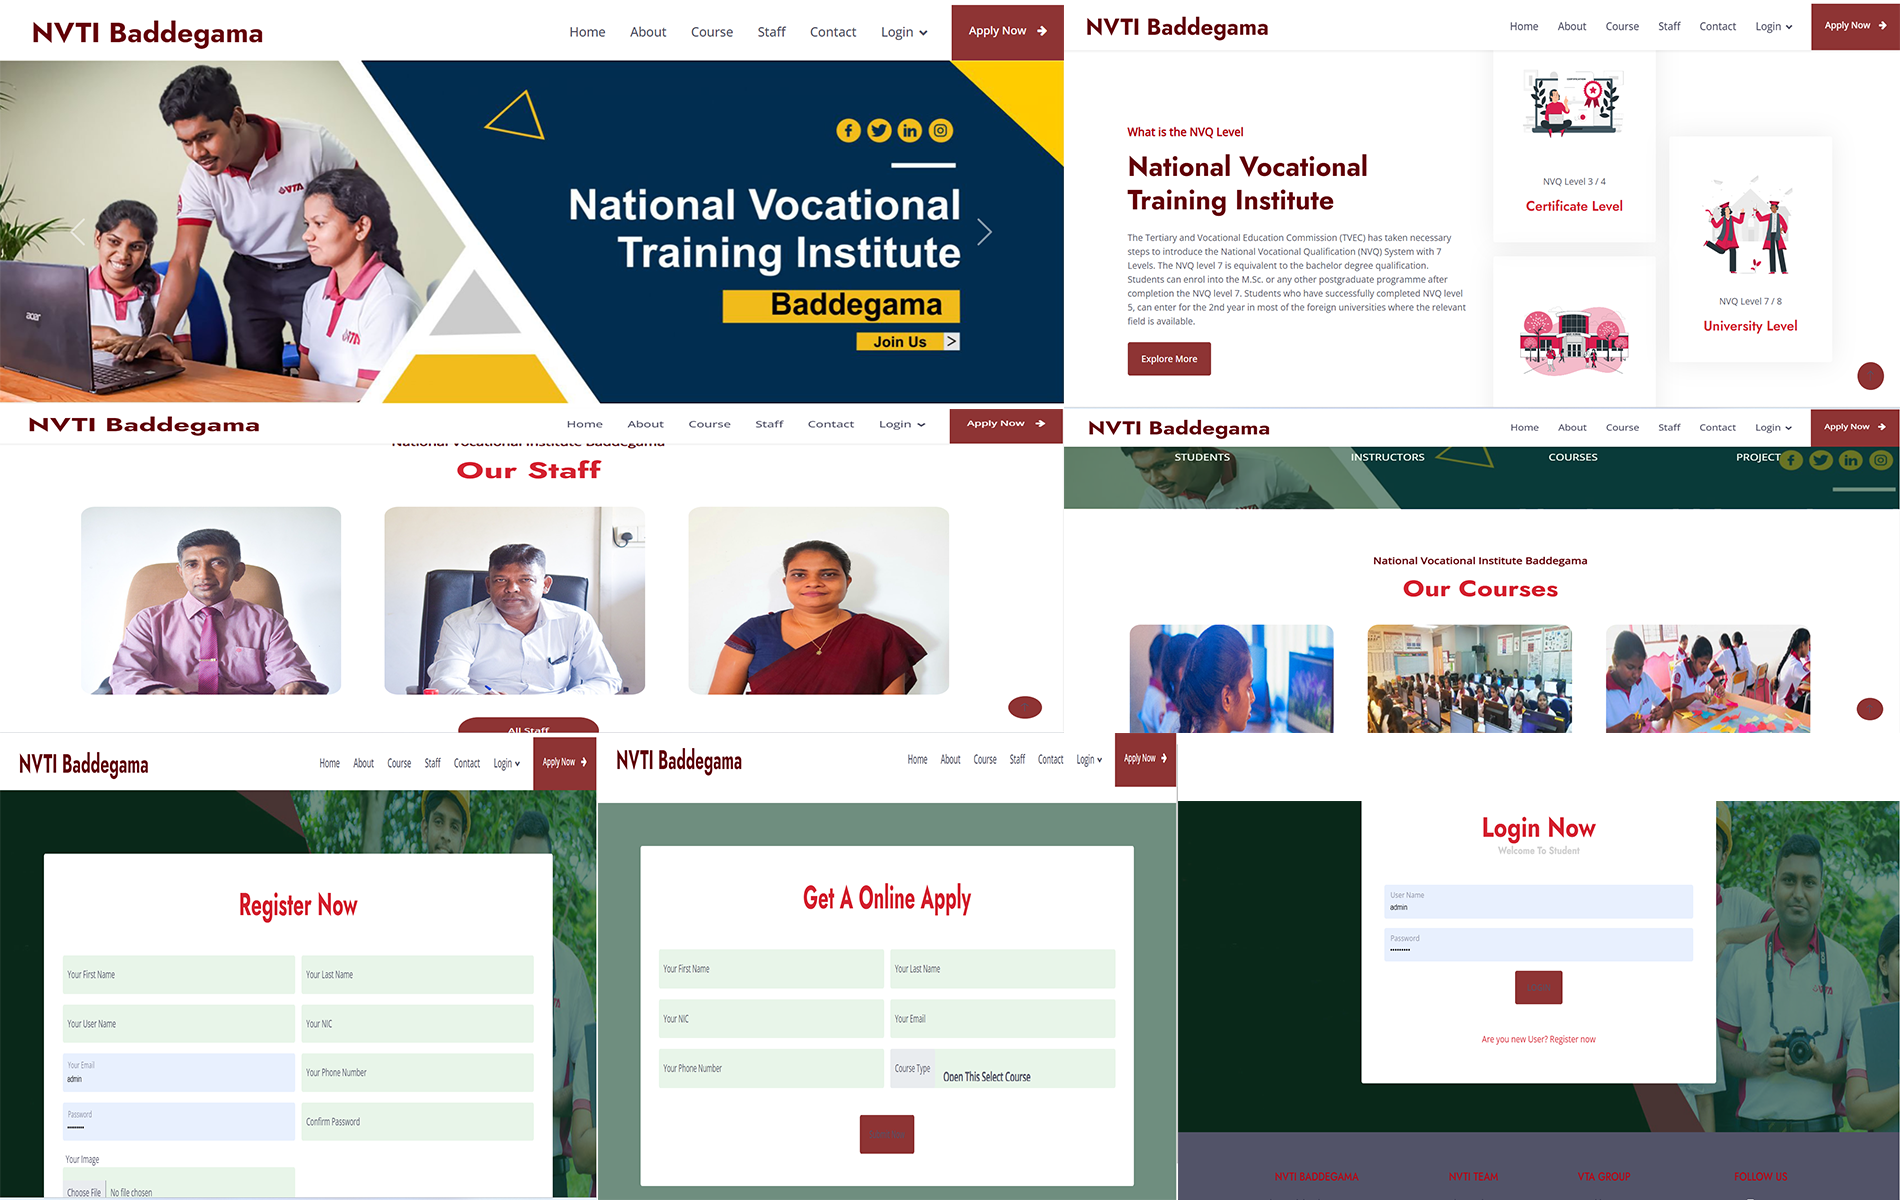 NVTI Baddegama
Home About Course Staff Contact Login Apply Now
VTA
acer
VTA
National Vocational
Training Institute
Baddegama
Join Us >
NVTI Baddegama
Home About Course Staff Contact Login Apply Now
What is the NVQ Level
National Vocational
Training Institute
The Tertiary and Vocational Education Commission (TVEC) has taken necessary
steps to introduce the National Vocational Qualification (NVQ) System with 7
Levels. The NVQ level 7 is equivalent to the bachelor degree qualification.
Students can enrol into the M.Sc. or any other postgraduate programme after
completion the NVQ level 7. Students who have successfully completed NVQ level
5, can enter for the 2nd year in most of the foreign universities where the relevant
field is available.
Explore More
NVQ Level 3 / 4
Certificate Level
NVQ Level 7 / 8
University Level
NVTI Baddegama
Home About Course Staff Contact Login Apply Now
National Vocational Institute Baddegama
Our Staff
All Staff
NVTI Baddegama
Home About Course Staff Contact Login Apply Now
STUDENTS INSTRUCTORS COURSES PROJECT
National Vocational Institute Baddegama
Our Courses
NVTI Baddegama
Home About Course Staff Contact Login Apply Now
Register Now
Your First Name Your Last Name
Your User Name Your NIC
Your Email
admin
Your Phone Number
Password
••••••••
Confirm Password
Your Image
Choose File No file chosen
NVTI Baddegama
Home About Course Staff Contact Login Apply Now
Get A Online Apply
Your First Name Your Last Name
Your NIC Your Email
Your Phone Number Course Type Open This Select Course
Login Now
Welcome To Student
User Name
admin
Password
•••••••••
Are you new User? Register now
NVTI BADDEGAMA NVTI TEAM VTA GROUP FOLLOW US